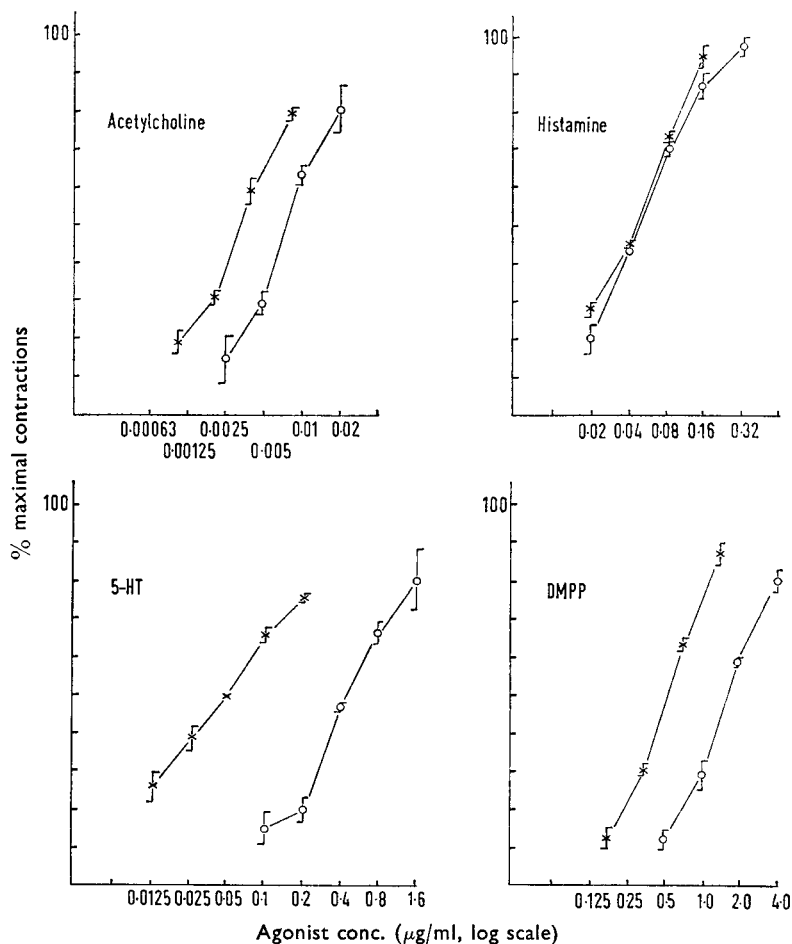 100
Acetylcholine
0·00063 0·0025 0·01 0·02
0·00125 0·005
100
Histamine
0·02 0·04 0·08 0·16 0·32
% maximal contractions
100
5-HT
0·0125 0·025 0·05 0·1 0·2 0·4 0·8 1·6
100
DMPP
0·125 0·25 0·5 1·0 2·0 4·0
Agonist conc. (μg/ml, log scale)